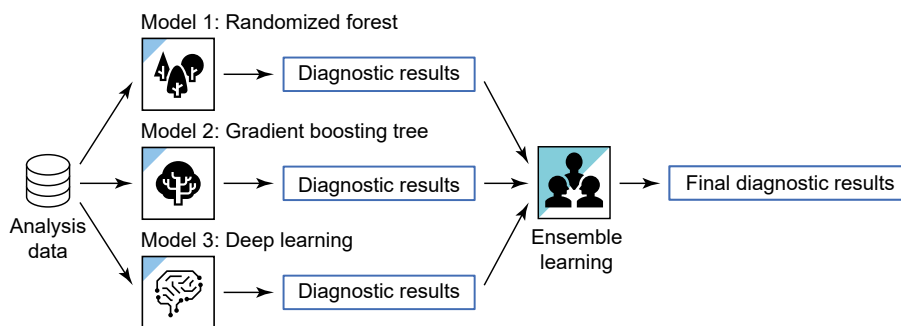 Model 1: Randomized forest
Diagnostic results
Model 2: Gradient boosting tree
Diagnostic results
Final diagnostic results
Analysis
data
Ensemble
learning
Model 3: Deep learning
Diagnostic results